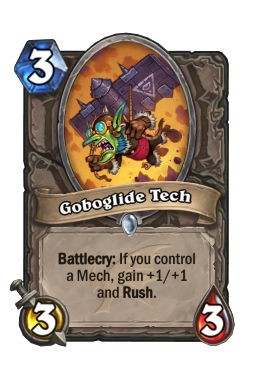 3
Goboglide Tech
Battlecry: If you control
a Mech, gain +1/+1
and Rush.
3 3